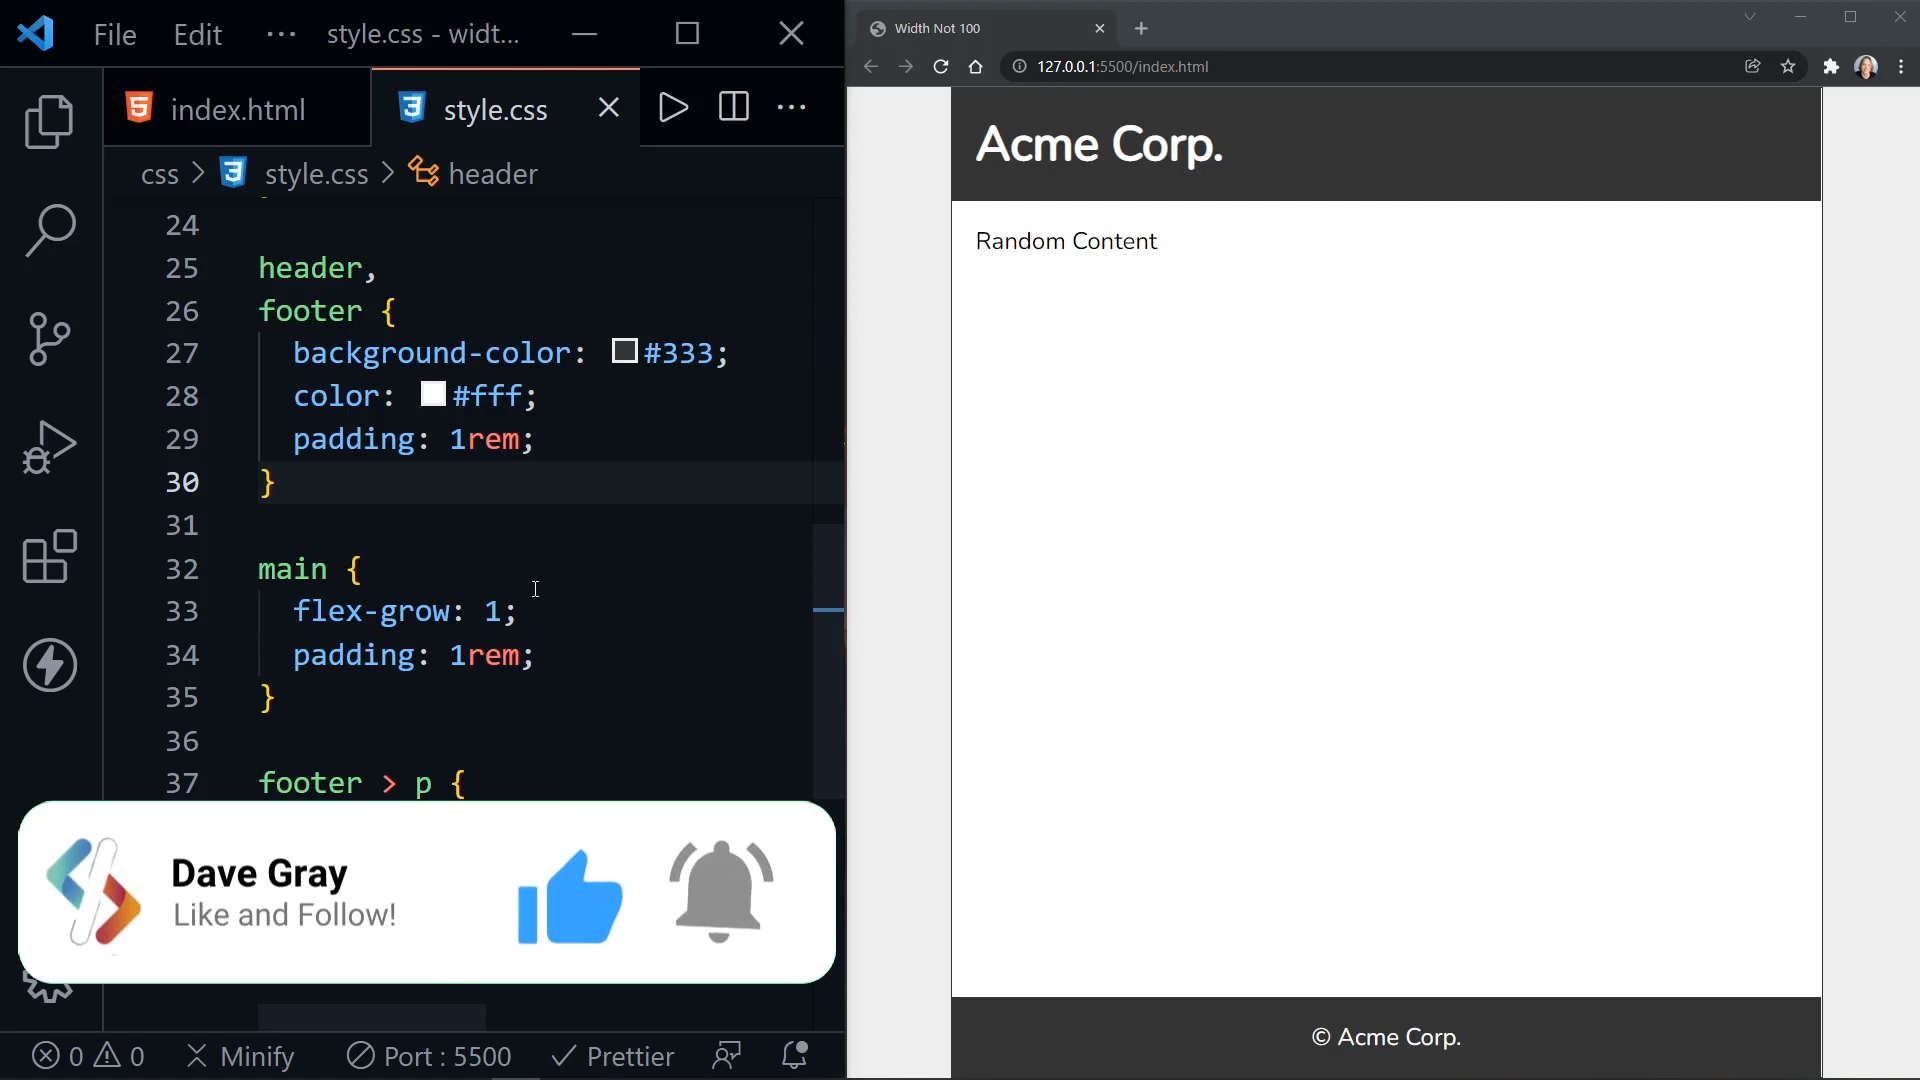 File Edit ··· style.css - widt...
index.html
style.css
css > style.css > header
24
25 header,
26 footer {
27 background-color: #333;
28 color: #fff;
29 padding: 1rem;
30 }
31
32 main {
33 flex-grow: 1;
34 padding: 1rem;
35 }
36
37 footer > p {
Dave Gray
Like and Follow!
0 0 Minify Port : 5500 Prettier
Width Not 100
127.0.0.1:5500/index.html
Acme Corp.
Random Content
© Acme Corp.